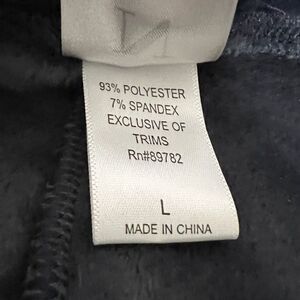 93% POLYESTER
7% SPANDEX
EXCLUSIVE OF
TRIMS
Rn#89782
L
MADE IN CHINA